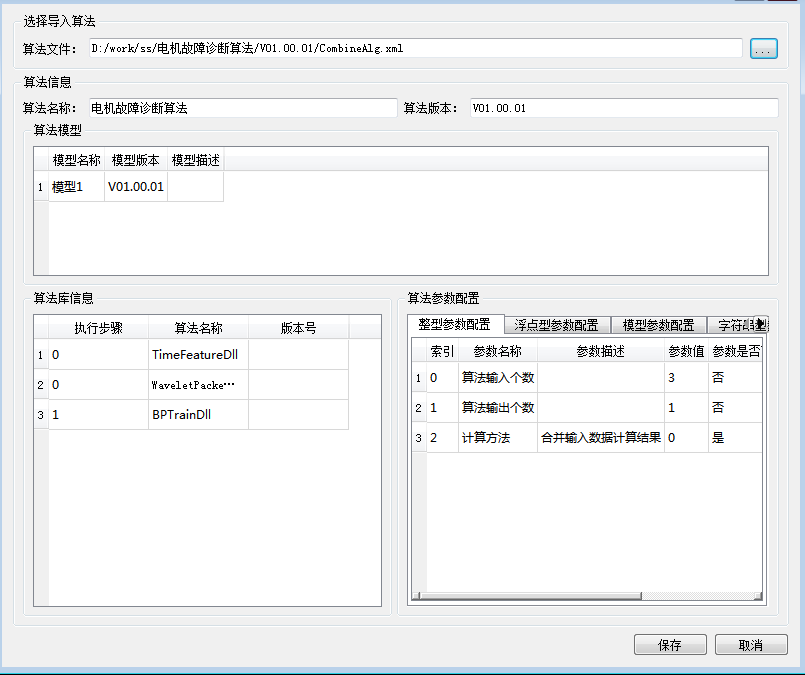 选择导入算法
算法文件： D:/work/ss/电机故障诊断算法/V01.00.01/CombineAlg.xml ...
算法信息
算法名称： 电机故障诊断算法 算法版本： V01.00.01
算法模型
模型名称 模型版本 模型描述
1 模型1 V01.00.01
算法库信息
执行步骤 算法名称 版本号
1 0 TimeFeatureDll
2 0 WaveletPacke…
3 1 BPTrainDll
算法参数配置
整型参数配置 浮点型参数配置 模型参数配置 字符串型
索引 参数名称 参数描述 参数值 参数是否
1 0 算法输入个数 3 否
2 1 算法输出个数 1 否
3 2 计算方法 合并输入数据计算结果 0 是
保存 取消